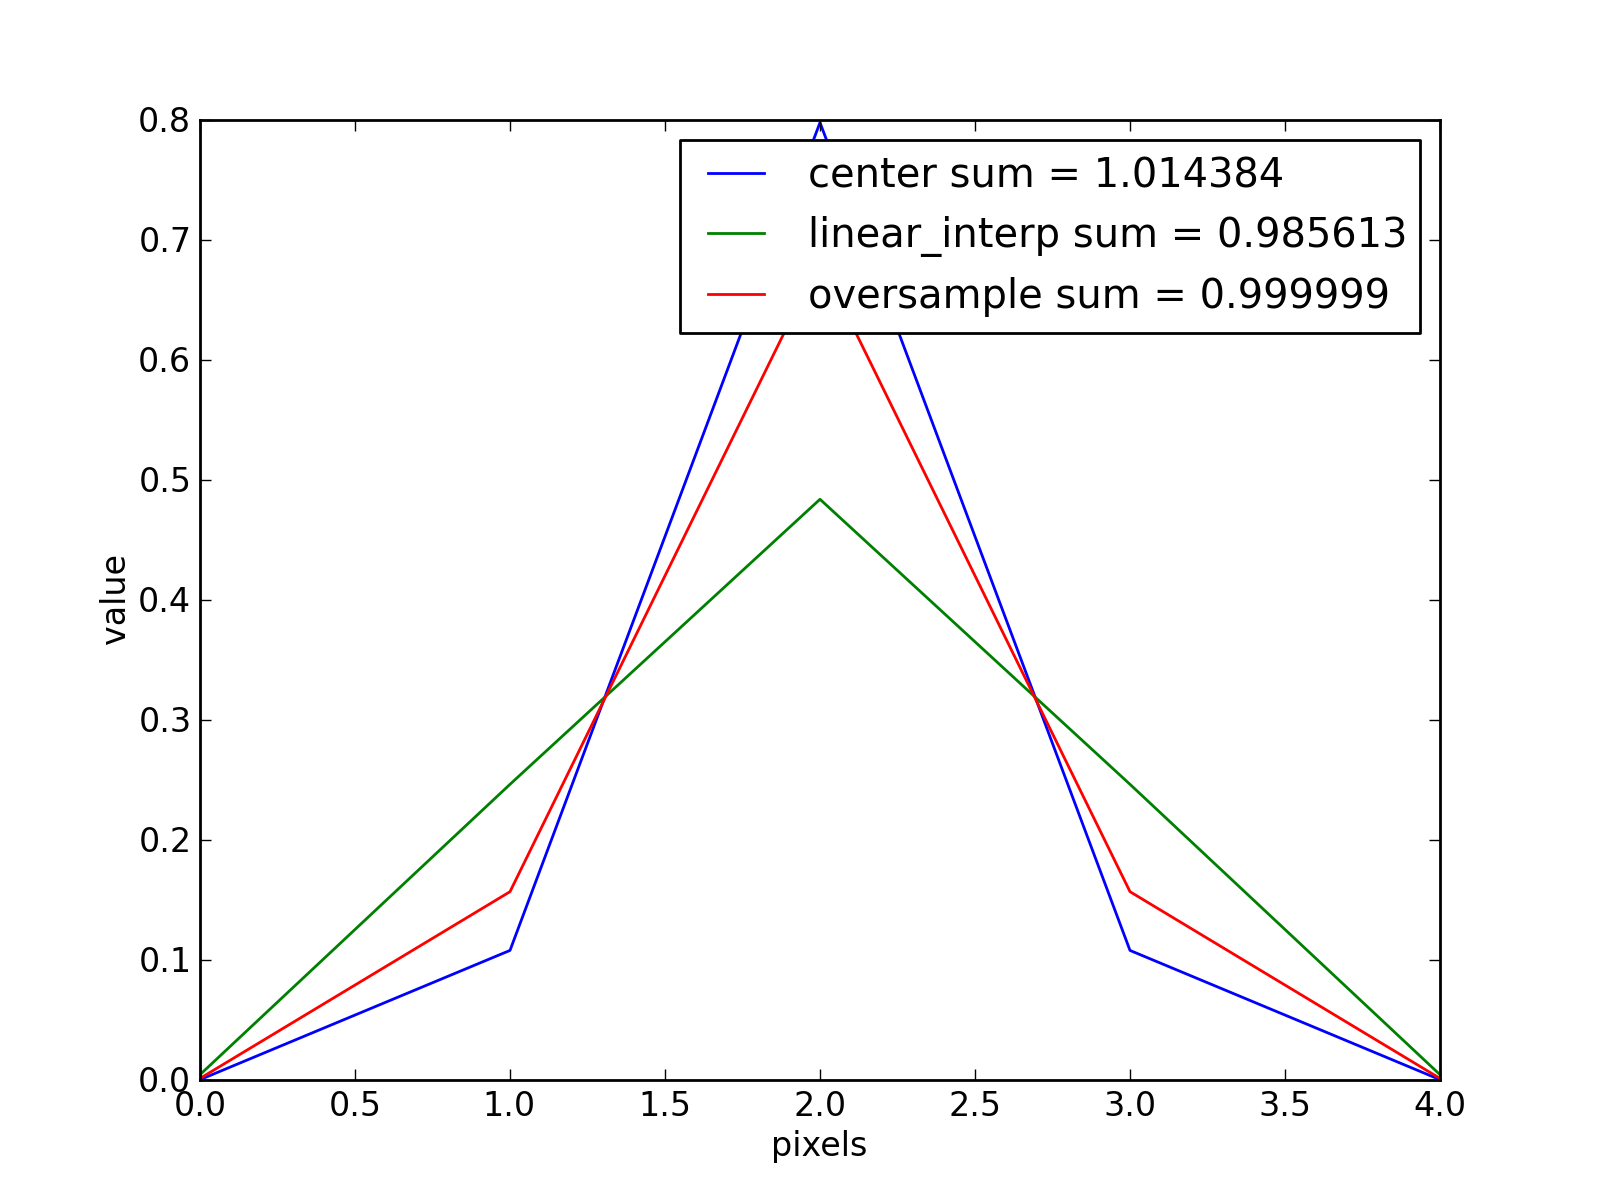 0.8
0.7
0.6
0.5
0.4
0.3
0.2
0.1
0.0
value
center sum = 1.014384
linear_interp sum = 0.985613
oversample sum = 0.999999
0.0 0.5 1.0 1.5 2.0 2.5 3.0 3.5 4.0
pixels